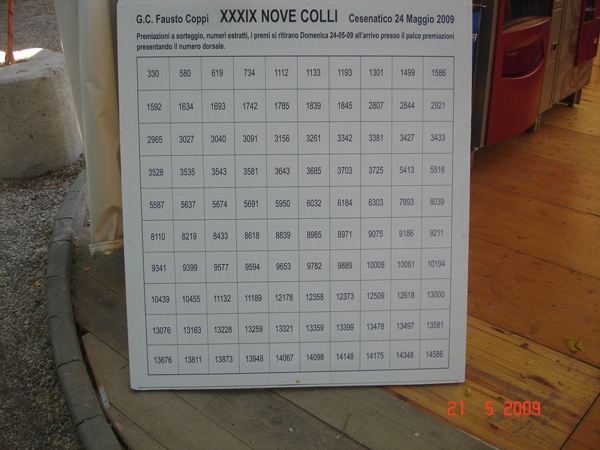 G.C. Fausto Coppi XXXIX NOVE COLLI Cesenatico 24 Maggio 2009
Premiazioni a sorteggio, numeri estratti, i premi si ritirano Domenica 24-05-09 all'arrivo presso il palco premiazioni
presentando il numero dorsale.
330 580 619 734 1112 1133 1193 1301 1499 1586
1592 1634 1693 1742 1785 1839 1845 2807 2844 2921
2965 3027 3040 3091 3156 3261 3342 3381 3427 3433
3528 3535 3543 3581 3643 3685 3703 3725 5413 5516
5587 5637 5674 5691 5950 6032 6184 6303 7893 8039
8110 8219 8433 8618 8839 8965 8971 9075 9186 9211
9341 9399 9577 9594 9653 9782 9889 10008 10061 10194
10439 10455 11132 11189 12178 12358 12373 12509 12618 13000
13076 13163 13228 13259 13321 13359 13399 13478 13497 13581
13676 13811 13873 13948 14067 14098 14148 14175 14348 14586
21 5 2009